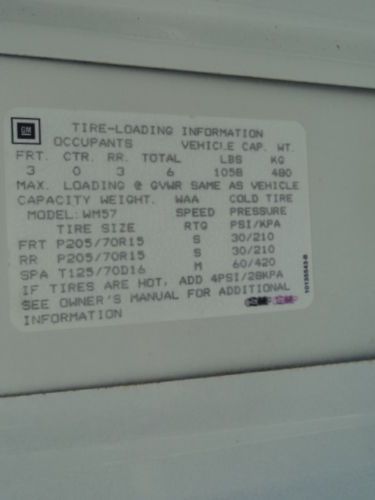 GM
TIRE-LOADING INFORMATION
OCCUPANTS VEHICLE CAP. WT.
FRT. CTR. RR. TOTAL LBS KG
3 0 3 6 1058 480
MAX. LOADING @ GVWR SAME AS VEHICLE
CAPACITY WEIGHT. WAA COLD TIRE
MODEL: WM57 SPEED PRESSURE
TIRE SIZE RTG PSI/KPA
FRT P205/70R15 S 30/210
RR P205/70R15 S 30/210
SPA T125/70D16 M 60/420
IF TIRES ARE HOT, ADD 4PSI/28KPA
SEE OWNER'S MANUAL FOR ADDITIONAL
INFORMATION